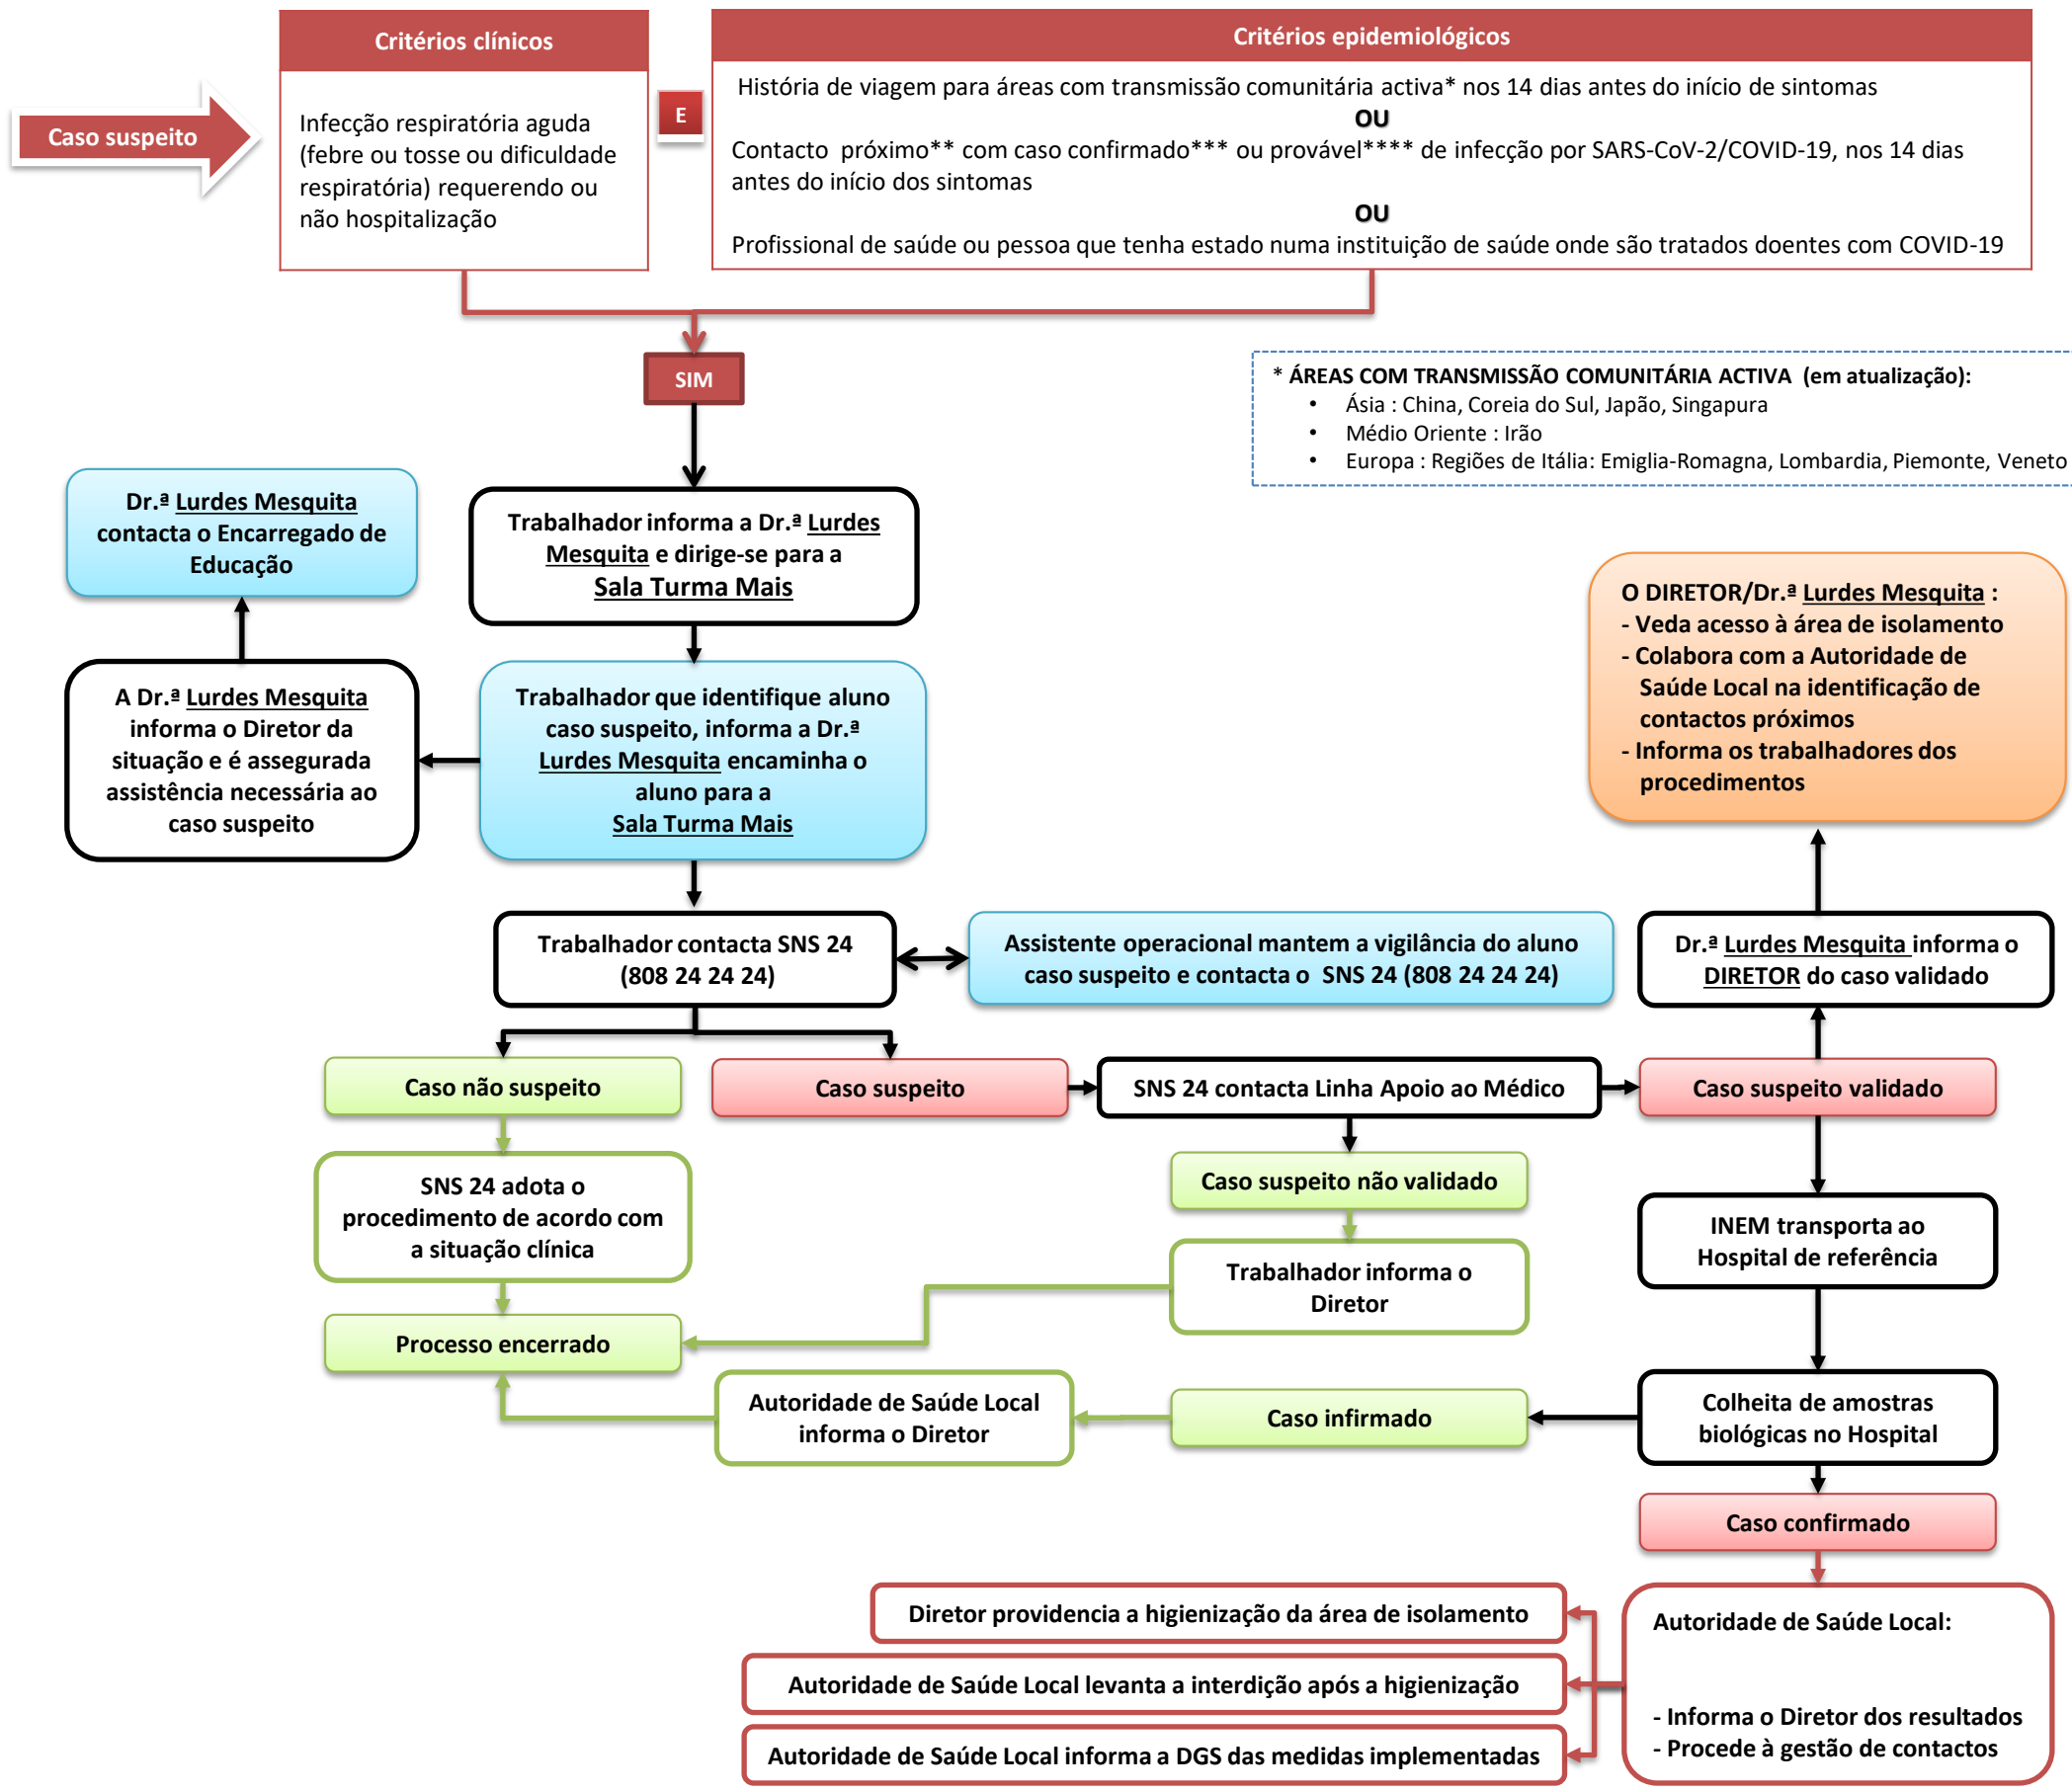 Critérios clínicos
Critérios epidemiológicos
Caso suspeito
Infecção respiratória aguda
(febre ou tosse ou dificuldade
respiratória) requerendo ou
não hospitalização
E
História de viagem para áreas com transmissão comunitária activa* nos 14 dias antes do início de sintomas
OU
Contacto próximo** com caso confirmado*** ou provável**** de infecção por SARS-CoV-2/COVID-19, nos 14 dias
antes do início dos sintomas
OU
Profissional de saúde ou pessoa que tenha estado numa instituição de saúde onde são tratados doentes com COVID-19
SIM
* ÁREAS COM TRANSMISSÃO COMUNITÁRIA ACTIVA (em atualização):
• Ásia : China, Coreia do Sul, Japão, Singapura
• Médio Oriente : Irão
• Europa : Regiões de Itália: Emiglia-Romagna, Lombardia, Piemonte, Veneto
Dr.ª Lurdes Mesquita
contacta o Encarregado de
Educação
Trabalhador informa a Dr.ª Lurdes
Mesquita e dirige-se para a
Sala Turma Mais
O DIRETOR/Dr.ª Lurdes Mesquita :
- Veda acesso à área de isolamento
- Colabora com a Autoridade de
Saúde Local na identificação de
contactos próximos
- Informa os trabalhadores dos
procedimentos
A Dr.ª Lurdes Mesquita
informa o Diretor da
situação e é assegurada
assistência necessária ao
caso suspeito
Trabalhador que identifique aluno
caso suspeito, informa a Dr.ª
Lurdes Mesquita encaminha o
aluno para a
Sala Turma Mais
Trabalhador contacta SNS 24
(808 24 24 24)
Assistente operacional mantem a vigilância do aluno
caso suspeito e contacta o SNS 24 (808 24 24 24)
Dr.ª Lurdes Mesquita informa o
DIRETOR do caso validado
Caso não suspeito
Caso suspeito
SNS 24 contacta Linha Apoio ao Médico
Caso suspeito validado
SNS 24 adota o
procedimento de acordo com
a situação clínica
Caso suspeito não validado
INEM transporta ao
Hospital de referência
Trabalhador informa o
Diretor
Processo encerrado
Autoridade de Saúde Local
informa o Diretor
Caso infirmado
Colheita de amostras
biológicas no Hospital
Caso confirmado
Diretor providencia a higienização da área de isolamento
Autoridade de Saúde Local levanta a interdição após a higienização
Autoridade de Saúde Local informa a DGS das medidas implementadas
Autoridade de Saúde Local:
- Informa o Diretor dos resultados
- Procede à gestão de contactos